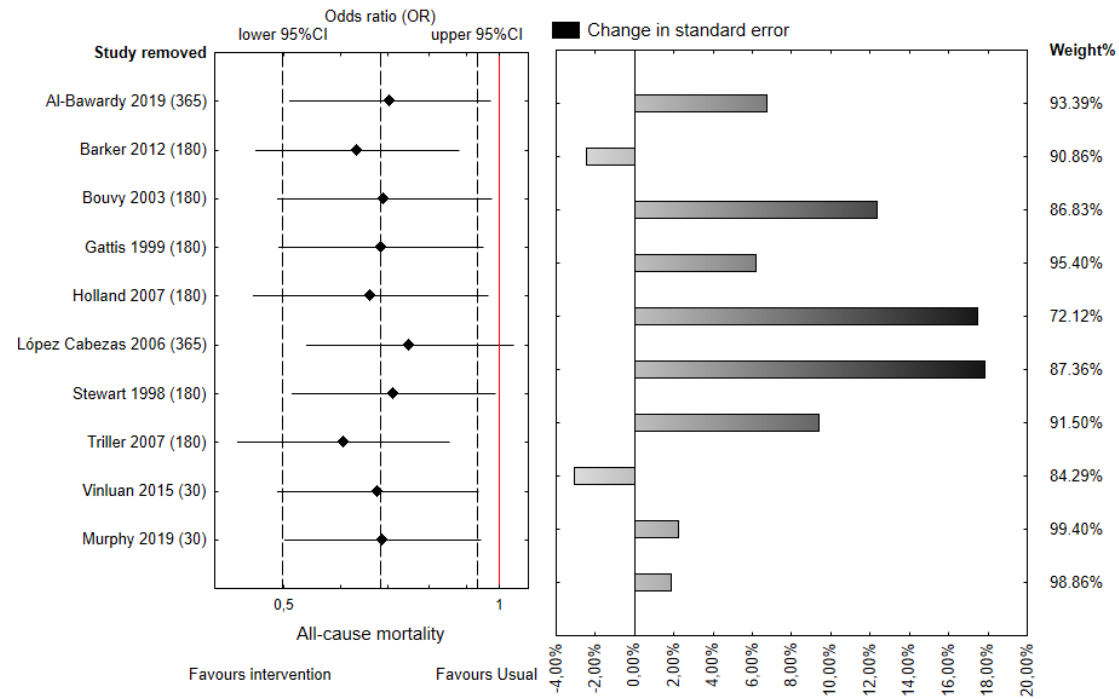 Odds ratio (OR)
lower 95%CI upper 95%CI
Study removed
Change in standard error
Weight%
Al-Bawardy 2019 (365)
Barker 2012 (180)
Bouvy 2003 (180)
Gattis 1999 (180)
Holland 2007 (180)
López Cabezas 2006 (365)
Stewart 1998 (180)
Triller 2007 (180)
Vinluan 2015 (30)
Murphy 2019 (30)
93.39%
90.86%
86.83%
95.40%
72.12%
87.36%
91.50%
84.29%
99.40%
98.86%
0,5 1
All-cause mortality
Favours intervention Favours Usual
-4,00%
-2,00%
0,00%
2,00%
4,00%
6,00%
8,00%
10,00%
12,00%
14,00%
16,00%
18,00%
20,00%